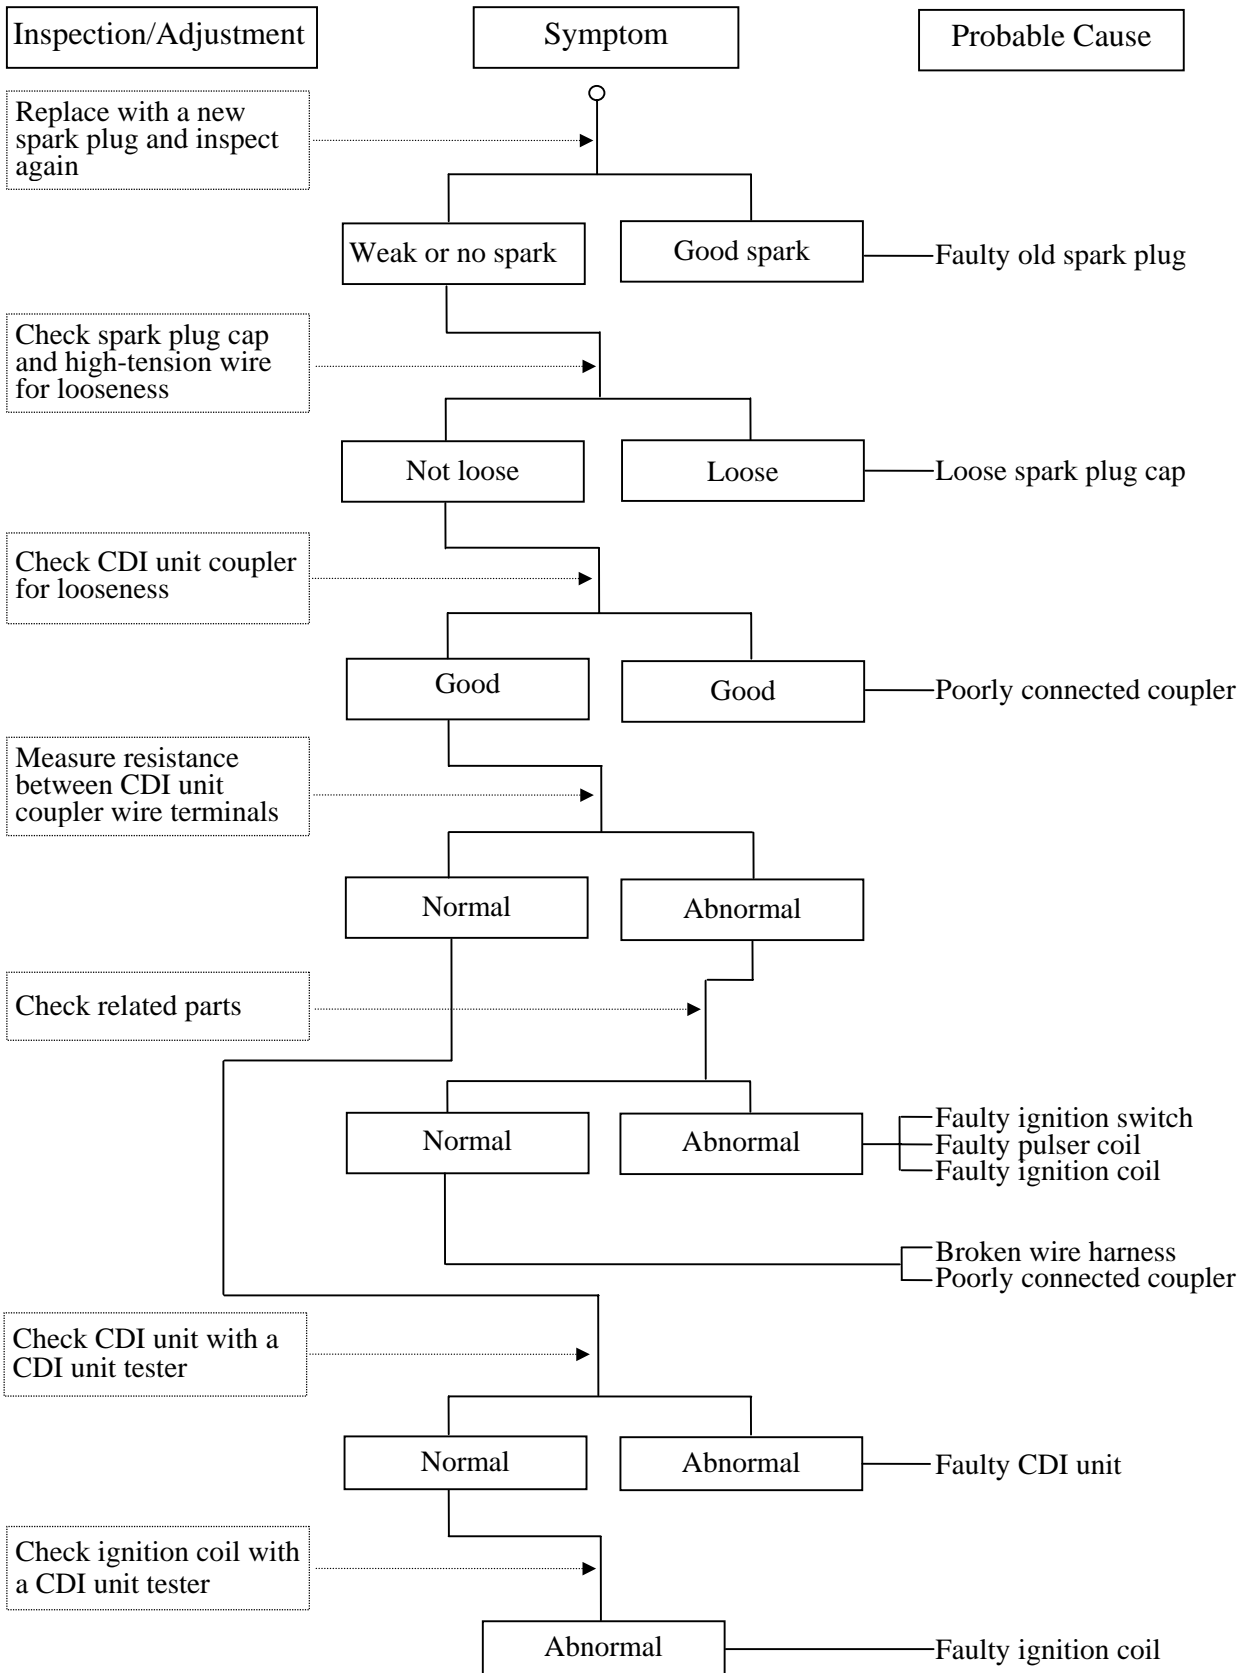 Inspection/Adjustment
Symptom
Probable Cause
Replace with a new
spark plug and inspect
again
Weak or no spark
Good spark
Faulty old spark plug
Check spark plug cap
and high-tension wire
for looseness
Not loose
Loose
Loose spark plug cap
Check CDI unit coupler
for looseness
Good
Good
Poorly connected coupler
Measure resistance
between CDI unit
coupler wire terminals
Normal
Abnormal
Check related parts
Normal
Abnormal
Faulty ignition switch
Faulty pulser coil
Faulty ignition coil
Broken wire harness
Poorly connected coupler
Check CDI unit with a
CDI unit tester
Normal
Abnormal
Faulty CDI unit
Check ignition coil with
a CDI unit tester
Abnormal
Faulty ignition coil